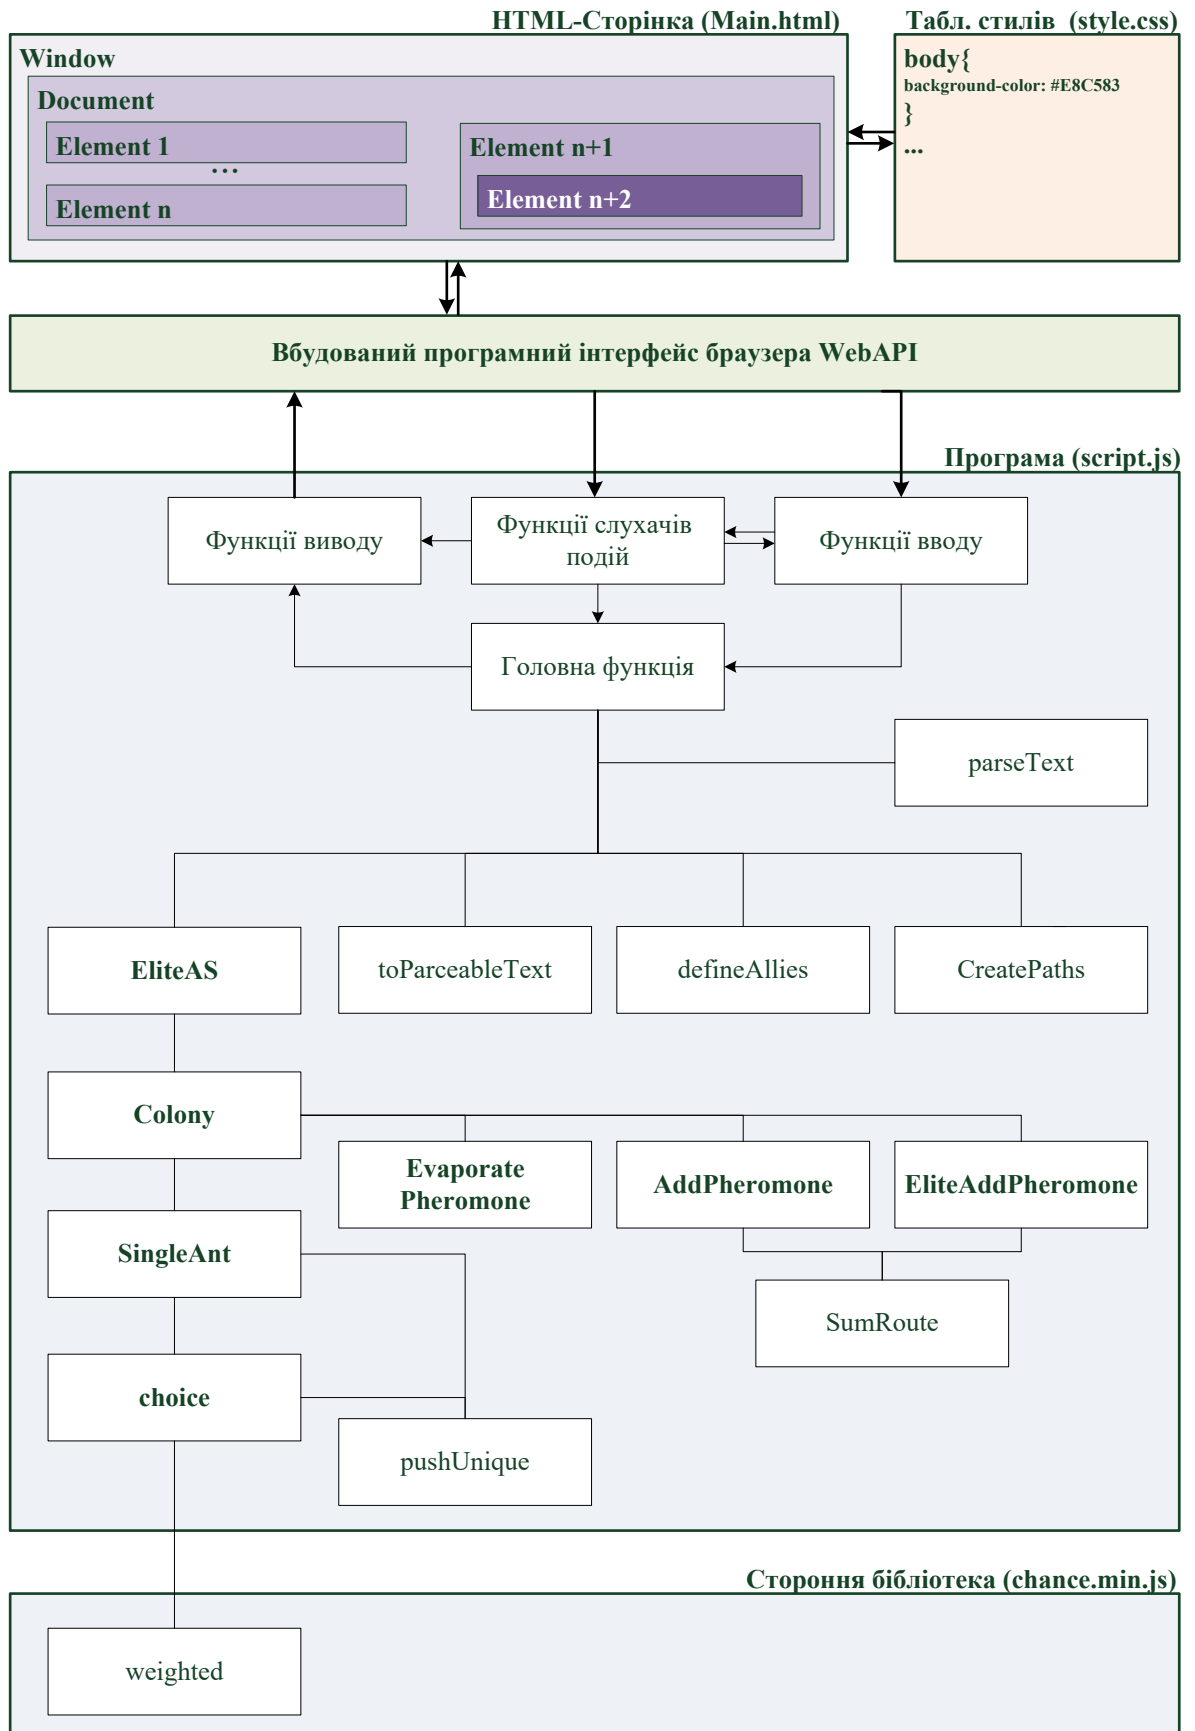 HTML-Сторінка (Main.html)
Табл. стилів (style.css)
Window
Document
Element 1
...
Element n
Element n+1
Element n+2
body{
background-color: #E8C583
}
...
Вбудований програмний інтерфейс браузера WebAPI
Програма (script.js)
Функції виводу
Функції слухачів
подій
Функції вводу
Головна функція
parseText
EliteAS
toParceableText
defineAllies
CreatePaths
Colony
Evaporate
Pheromone
AddPheromone
EliteAddPheromone
SingleAnt
SumRoute
choice
pushUnique
Стороння бібліотека (chance.min.js)
weighted